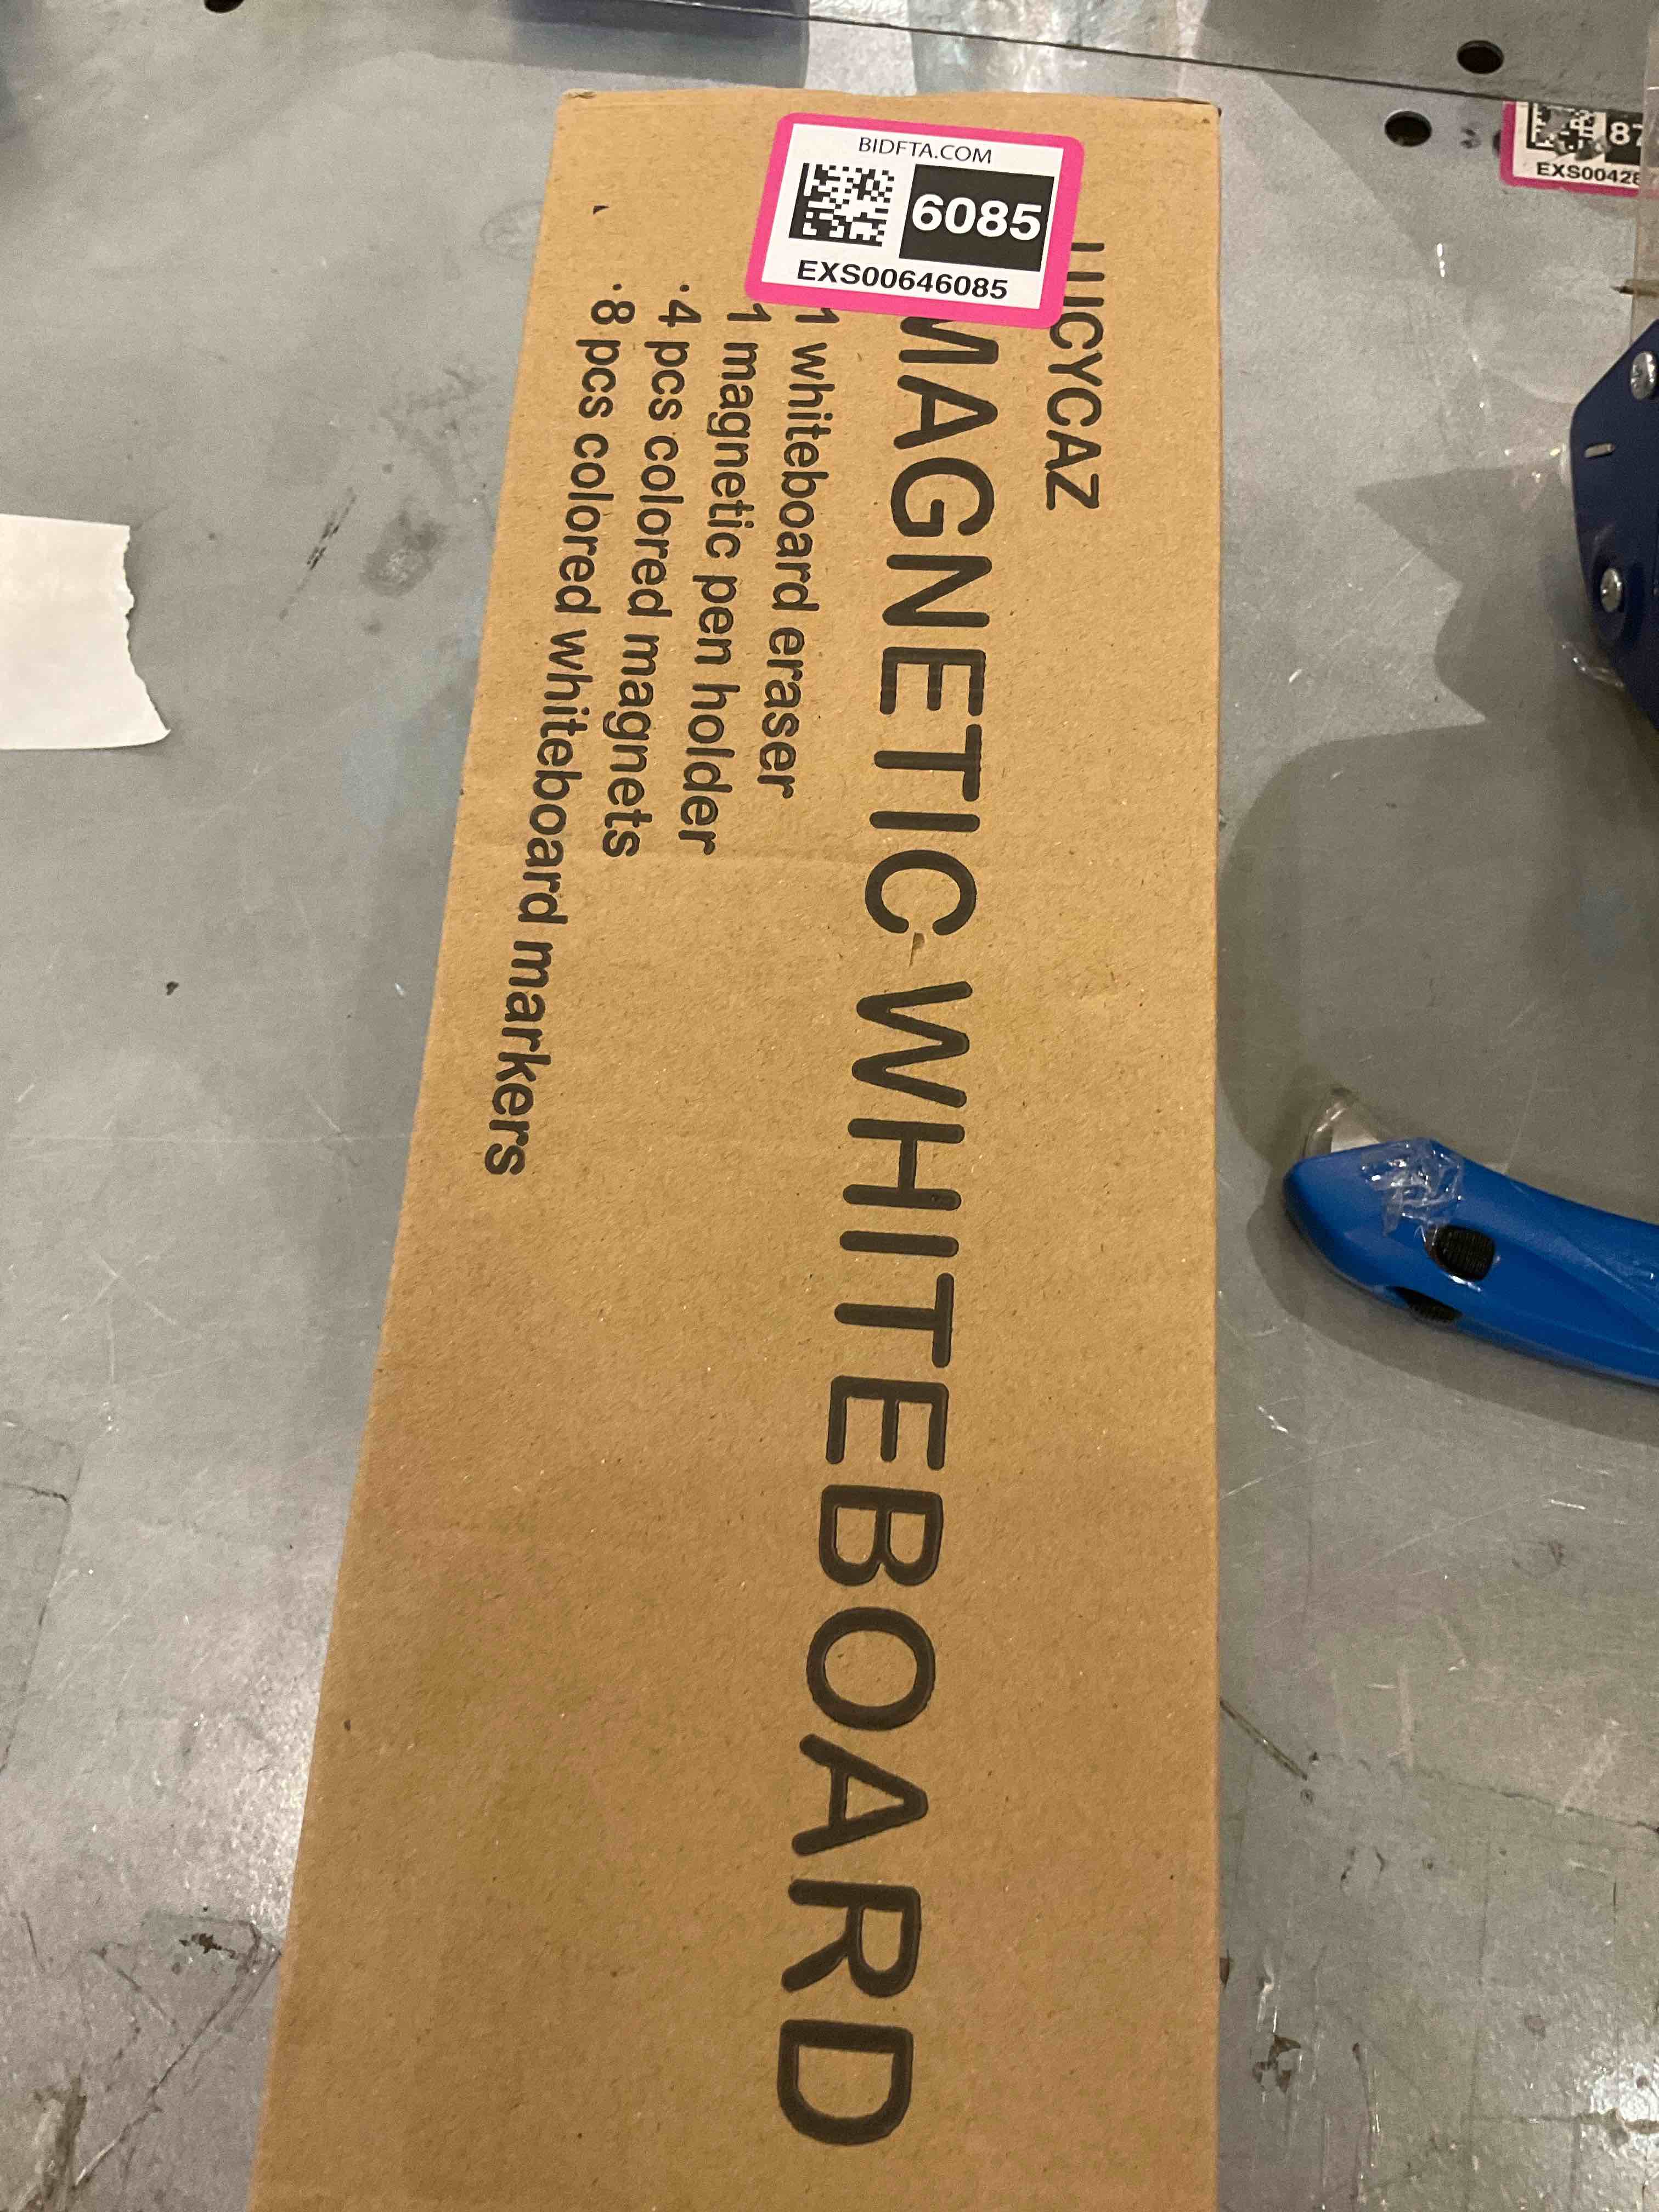 BIDFTA.COM
6085
EXS00646085
MAGNETIC WHITEBOARD
1 whiteboard eraser
1 magnetic pen holder
·4 pcs colored magnets
·8 pcs colored whiteboard markers